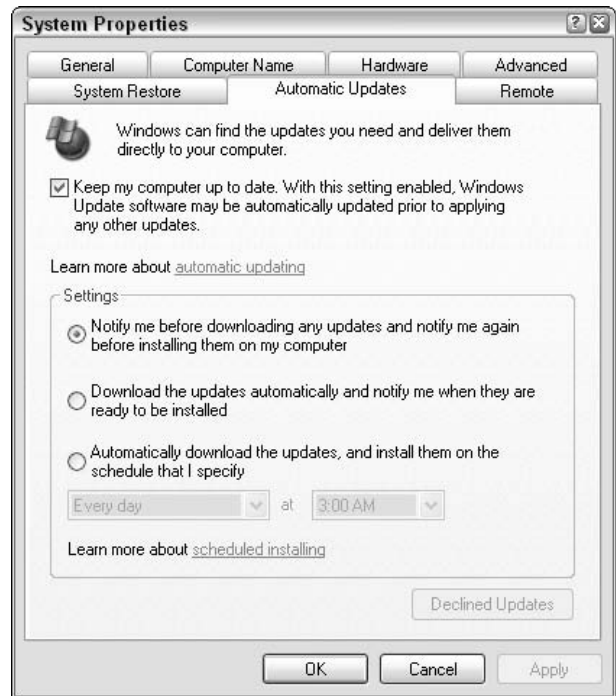 System Properties
General
Computer Name
Hardware
Advanced
System Restore
Automatic Updates
Remote
Windows can find the updates you need and deliver them
directly to your computer.
Keep my computer up to date. With this setting enabled, Windows
Update software may be automatically updated prior to applying
any other updates.
Learn more about automatic updating
Settings
Notify me before downloading any updates and notify me again
before installing them on my computer
Download the updates automatically and notify me when they are
ready to be installed
Automatically download the updates, and install them on the
schedule that I specify
Every day at 3:00 AM
Learn more about scheduled installing
Declined Updates
OK
Cancel
Apply